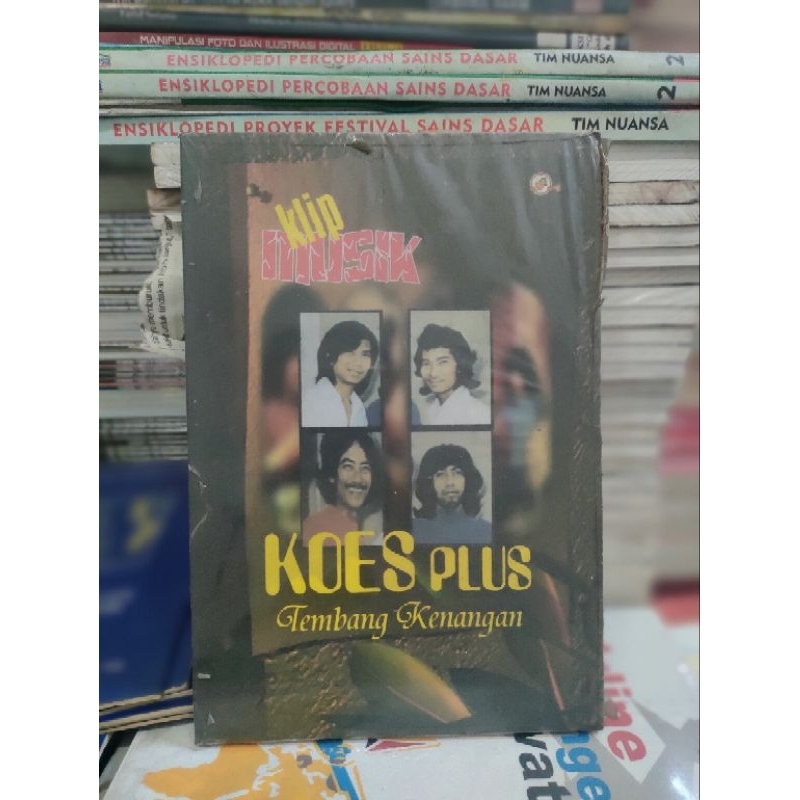 MANIPULASI FOTO DAN ILUSTRASI DIGITAL
ENSIKLOPEDI PERCOBAAN SAINS DASAR TIM NUANSA 2
ENSIKLOPEDI PERCOBAAN SAINS DASAR TIM NUANSA 2
ENSIKLOPEDI PROYEK FESTIVAL SAINS DASAR TIM NUANSA
klip
musik
KOES PLUS
Tembang Kenangan